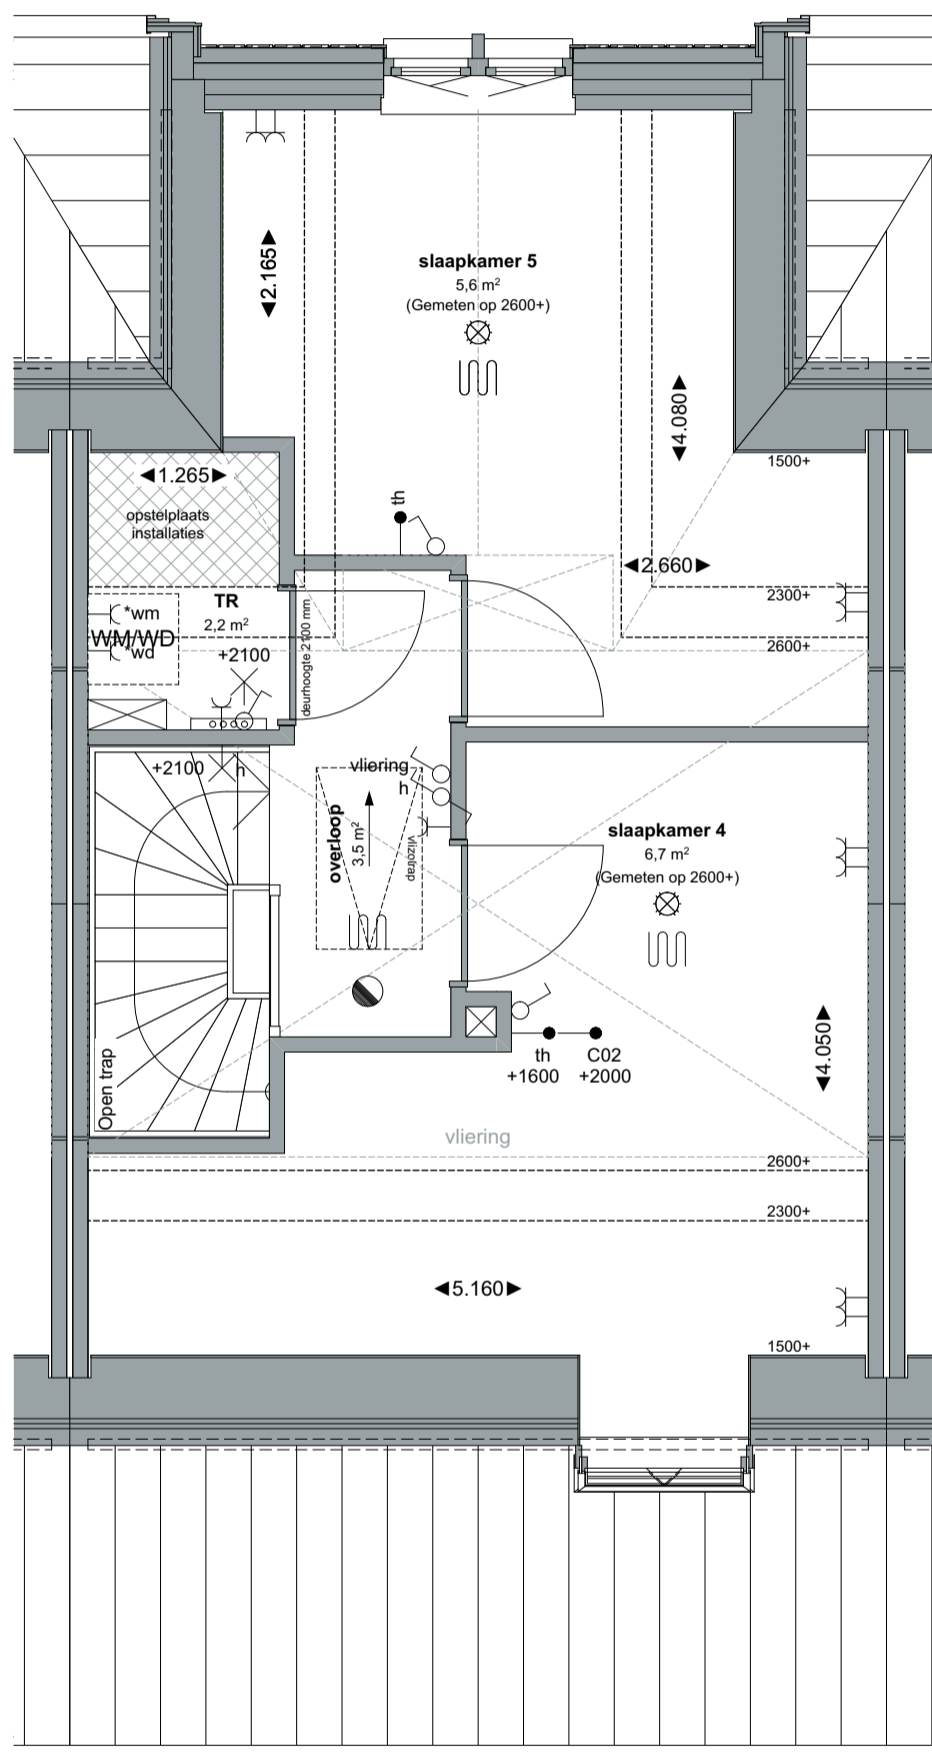 slaapkamer 5
5,6 m²
(Gemeten op 2600+)
2.165
4.080
1500+
1.265
opstelplaats
installaties
th
2.660
2300+
2600+
*wm
WM/WD
*wd
TR
2,2 m²
+2100
deurhoogte 2100 mm
+2100
h
vliering
h
overloop
3,5 m²
vlizotrap
slaapkamer 4
6,7 m²
(Gemeten op 2600+)
Open trap
th
+1600
C02
+2000
4.050
vliering
2600+
2300+
5.160
1500+